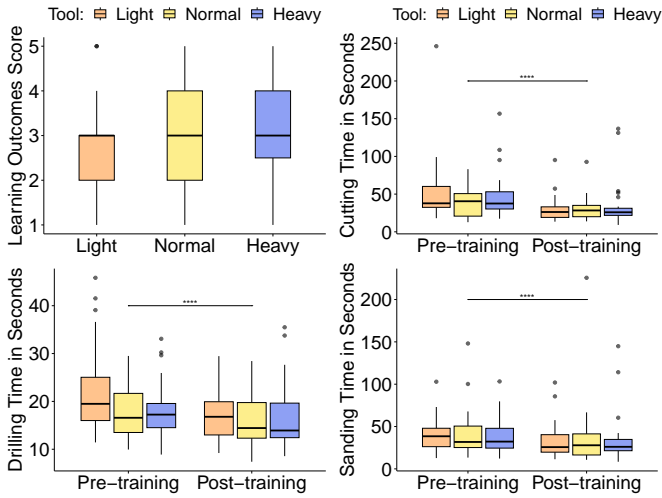 Tool: Light Normal Heavy
Tool: Light Normal Heavy
Learning Outcomes Score
5
4
3
2
1
Light Normal Heavy
Cutting Time in Seconds
250
200
150
100
50
0
****
Pre−training Post−training
Drilling Time in Seconds
40
30
20
10
****
Pre−training Post−training
Sanding Time in Seconds
200
150
100
50
0
****
Pre−training Post−training